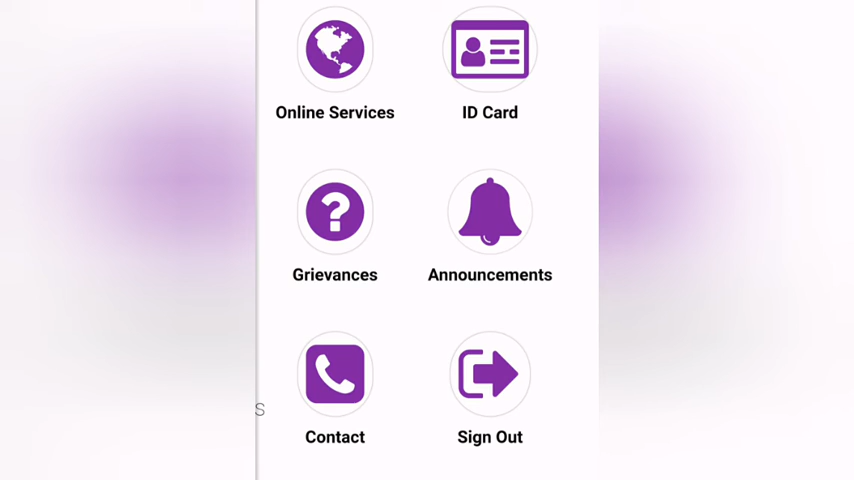 Online Services
ID Card
Grievances
Announcements
S
Contact
Sign Out